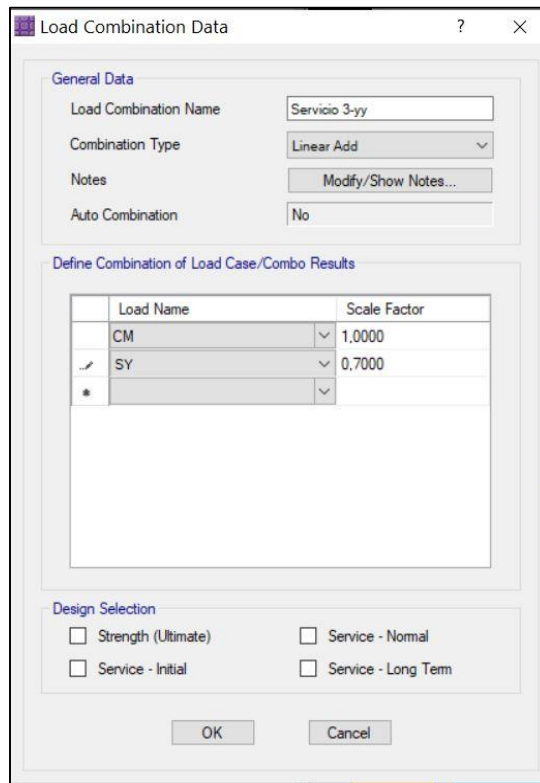 Load Combination Data ? ×
General Data
Load Combination Name Servicio 3-yy
Combination Type Linear Add
Notes Modify/Show Notes...
Auto Combination No
Define Combination of Load Case/Combo Results
Load Name Scale Factor
CM 1,0000
SY 0,7000
*
Design Selection
Strength (Ultimate) Service - Normal
Service - Initial Service - Long Term
OK Cancel